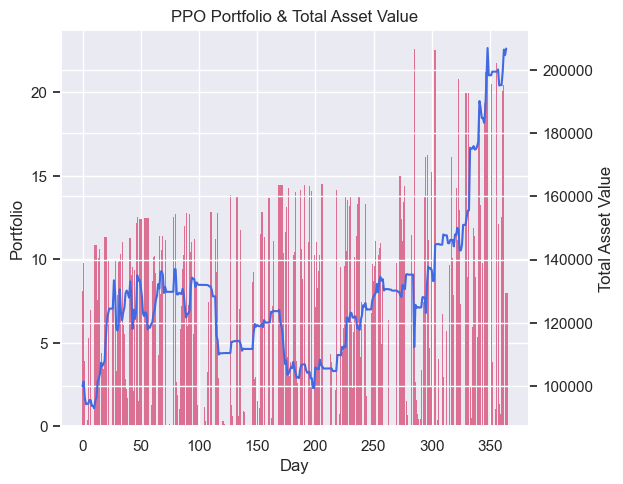 PPO Portfolio & Total Asset Value
Portfolio
20
15
10
5
0
200000
180000
160000
140000
120000
100000
Total Asset Value
0 50 100 150 200 250 300 350
Day